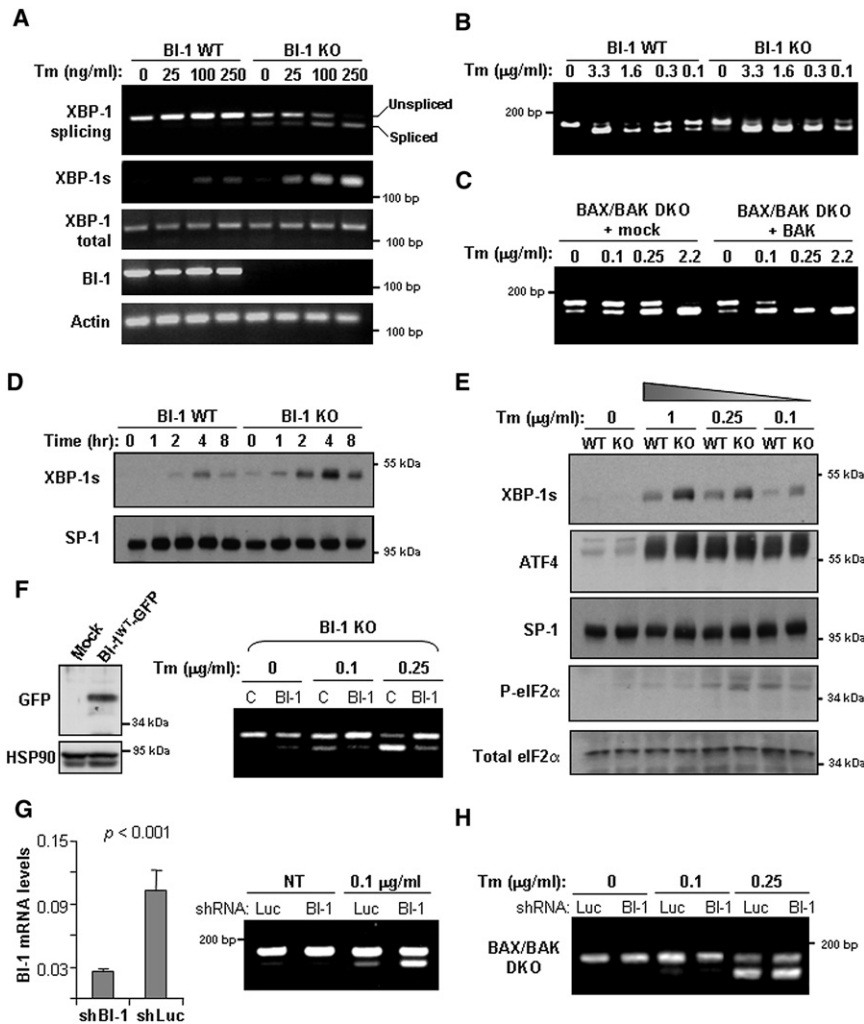 A
BI-1 WT BI-1 KO
Tm (ng/ml): 0 25 100 250 0 25 100 250
XBP-1 splicing
Unspliced
Spliced
XBP-1s
100 bp
XBP-1 total
100 bp
BI-1
100 bp
Actin
100 bp
B
BI-1 WT BI-1 KO
Tm (μg/ml): 0 3.3 1.6 0.3 0.1 0 3.3 1.6 0.3 0.1
200 bp
C
BAX/BAK DKO + mock
BAX/BAK DKO + BAK
Tm (μg/ml): 0 0.1 0.25 2.2 0 0.1 0.25 2.2
200 bp
D
BI-1 WT BI-1 KO
Time (hr): 0 1 2 4 8 0 1 2 4 8
XBP-1s
55 kDa
SP-1
95 kDa
E
Tm (μg/ml): 0 1 0.25 0.1
WT KO WT KO WT KO WT KO
XBP-1s
55 kDa
ATF4
55 kDa
SP-1
95 kDa
P-eIF2α
34 kDa
Total eIF2α
34 kDa
F
Mock
BI-1ᵂᵀ-GFP
GFP
34 kDa
HSP90
95 kDa
BI-1 KO
Tm (μg/ml): 0 0.1 0.25
C BI-1 C BI-1 C BI-1
G
p < 0.001
BI-1 mRNA levels
0.15
0.09
0.03
shBI-1 shLuc
NT 0.1 μg/ml
shRNA: Luc BI-1 Luc BI-1
200 bp
H
Tm (μg/ml): 0 0.1 0.25
shRNA: Luc BI-1 Luc BI-1 Luc BI-1
BAX/BAK DKO
200 bp